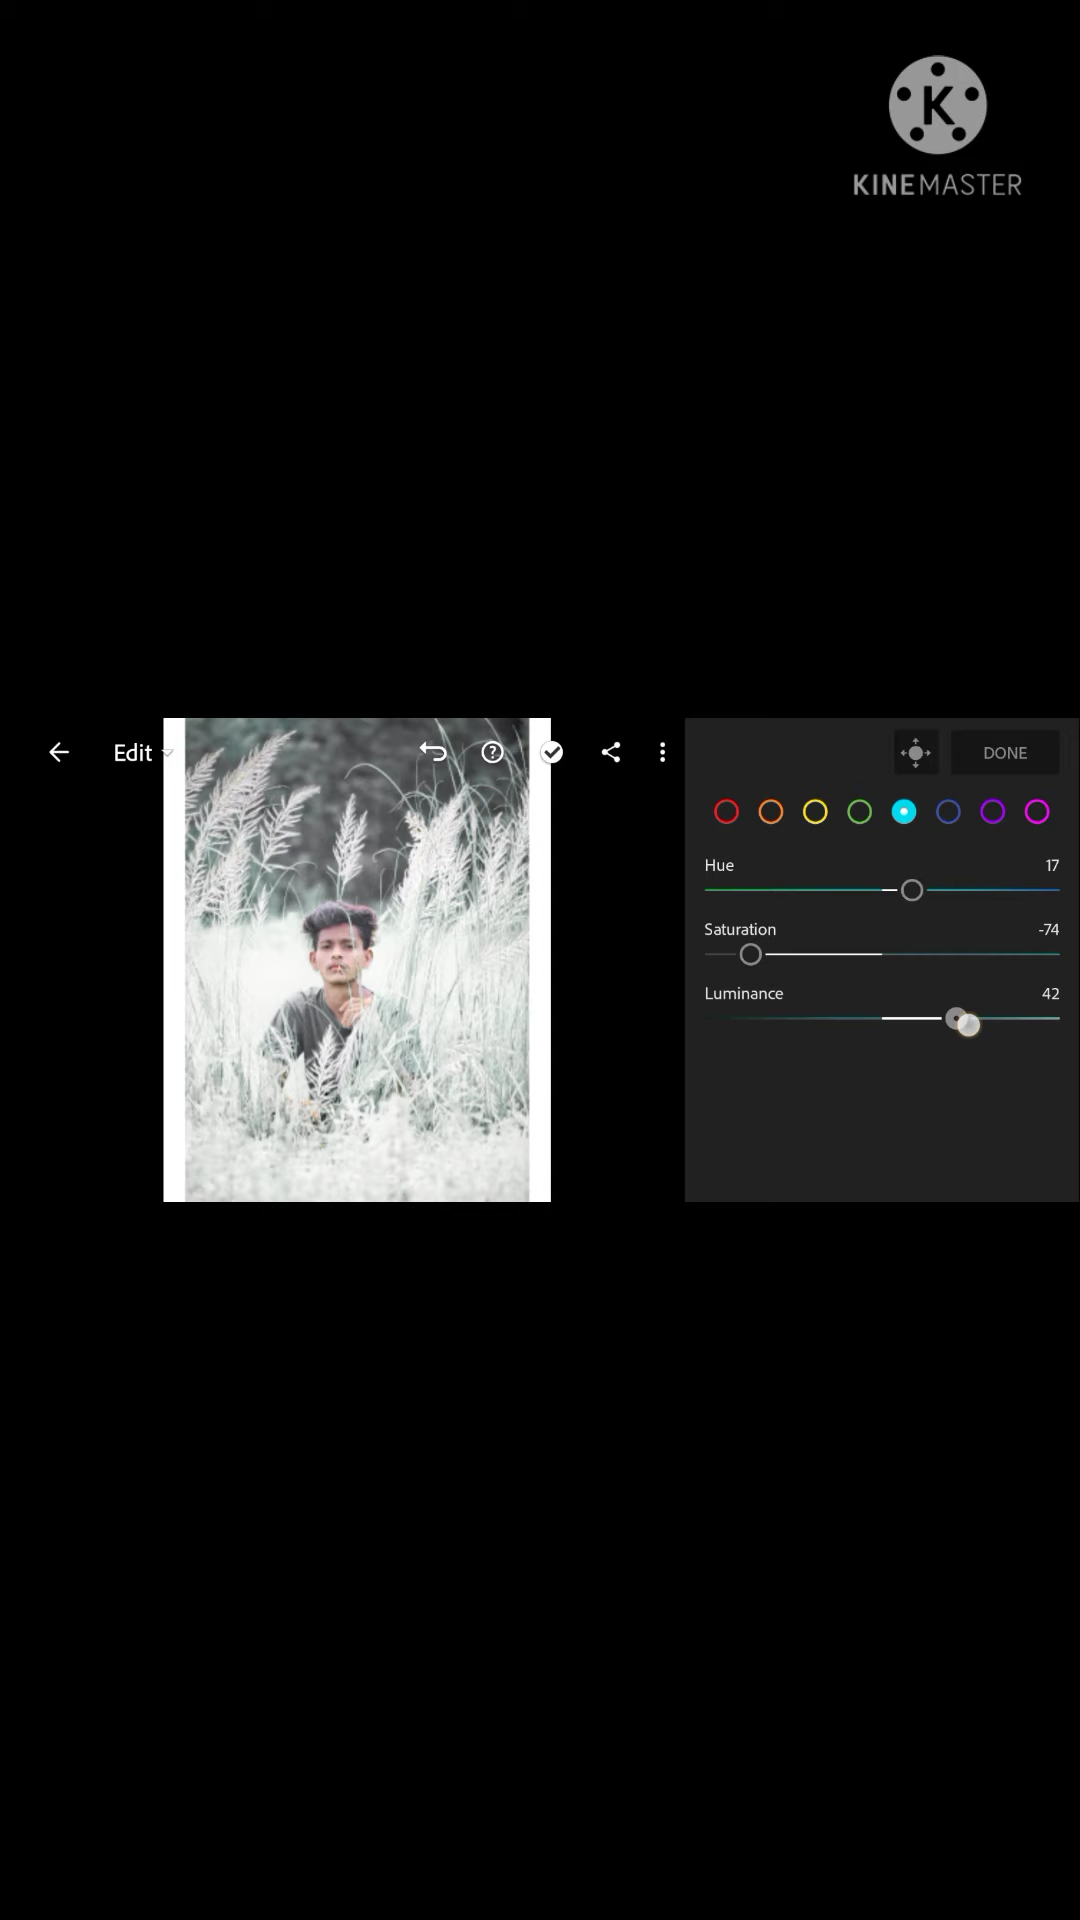 KINEMASTER
Edit
DONE
Hue 17
Saturation -74
Luminance 42